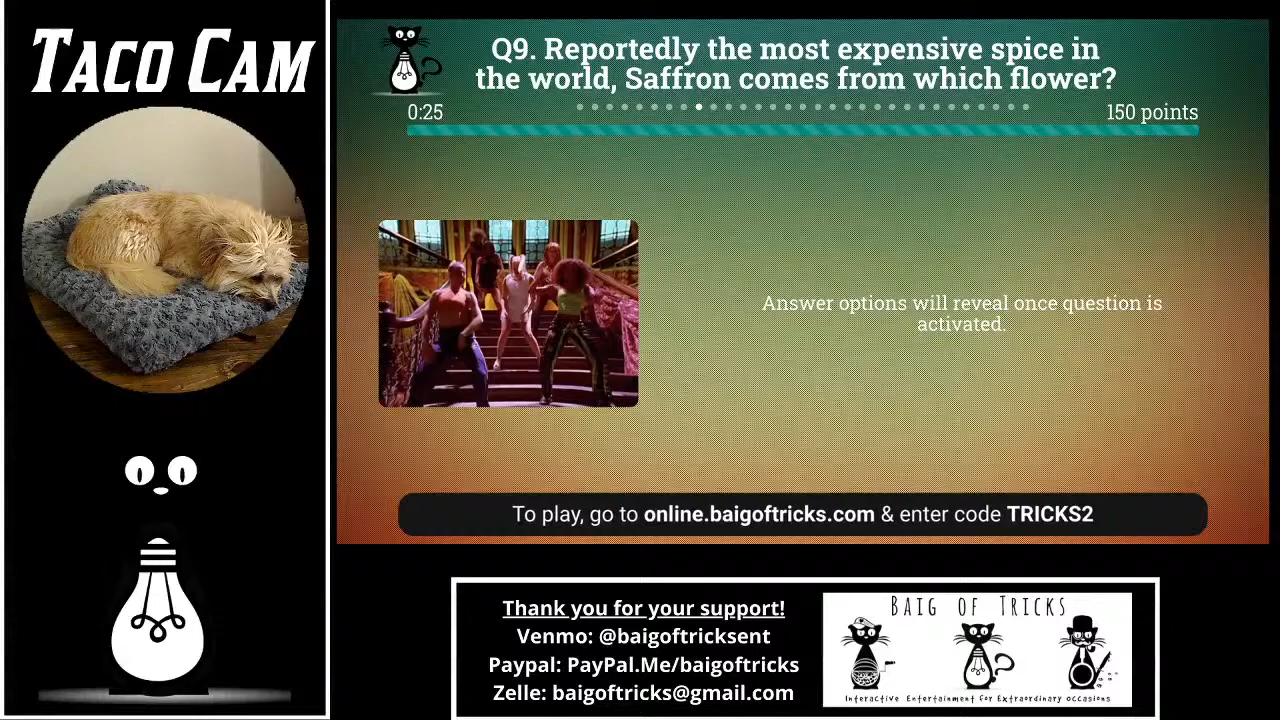 TACO CAM
Q9. Reportedly the most expensive spice in
the world, Saffron comes from which flower?
0:25
150 points
Answer options will reveal once question is
activated.
To play, go to online.baigoftricks.com & enter code TRICKS2
Thank you for your support!
Venmo: @baigoftricksent
Paypal: PayPal.Me/baigoftricks
Zelle: baigoftricks@gmail.com
BAIG OF TRICKS
Interactive Entertainment for Extraordinary occasions